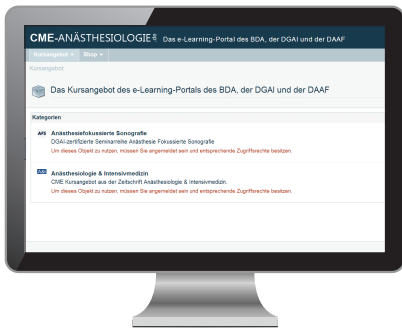 CME-ANÄSTHESIOLOGIE Das e-Learning-Portal des BDA, der DGAI und der DAAF
Kursangebot Shop
Kursangebot
Das Kursangebot des e-Learning-Portals des BDA, der DGAI und der DAAF
Kategorien
AFS Anästhesiefokussierte Sonografie
DGAI-zertifizierte Seminarreihe Anästhesie Fokussierte Sonografie
Um dieses Objekt zu nutzen, müssen Sie angemeldet sein und entsprechende Zugriffsrechte besitzen.
A&I Anästhesiologie & Intensivmedizin
CME Kursangebot aus der Zeitschrift Anästhesiologie & Intensivmedizin.
Um dieses Objekt zu nutzen, müssen Sie angemeldet sein und entsprechende Zugriffsrechte besitzen.